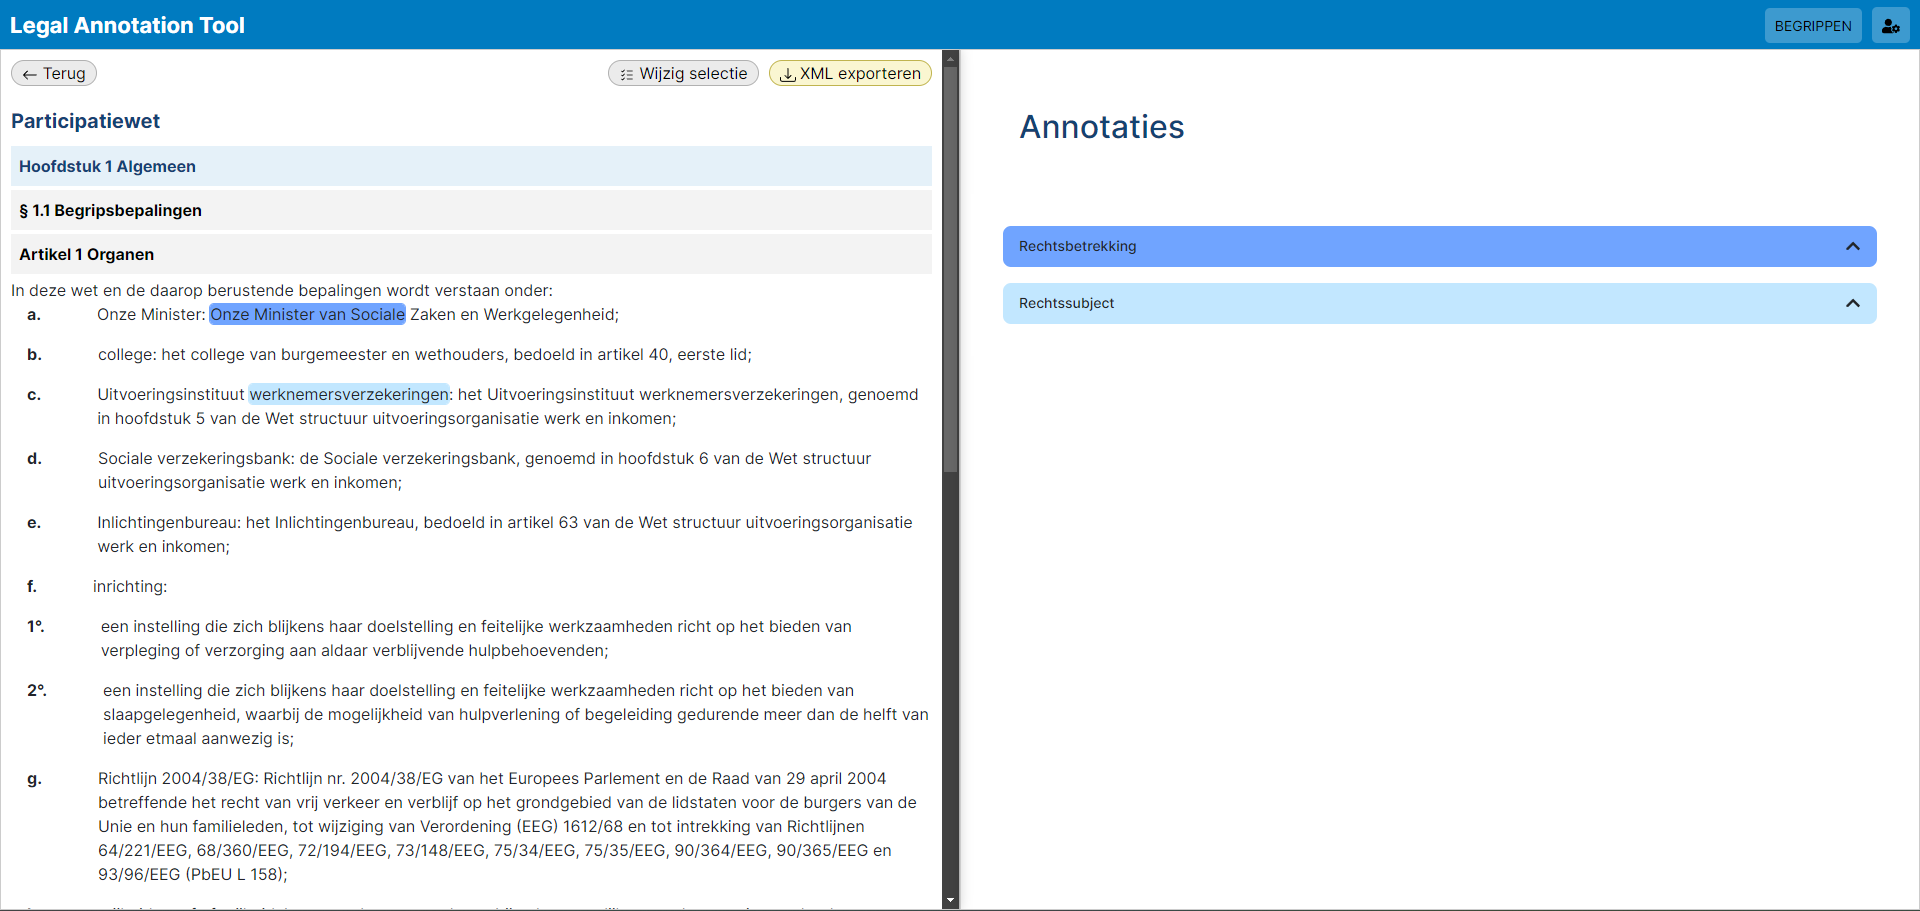 Legal Annotation Tool
BEGRIPPEN
Terug
Wijzig selectie
XML exporteren
Participatiewet
Hoofdstuk 1 Algemeen
§ 1.1 Begripsbepalingen
Artikel 1 Organen
In deze wet en de daarop berustende bepalingen wordt verstaan onder:
a. Onze Minister: Onze Minister van Sociale Zaken en Werkgelegenheid;
b. college: het college van burgemeester en wethouders, bedoeld in artikel 40, eerste lid;
c. Uitvoeringsinstituut werknemersverzekeringen: het Uitvoeringsinstituut werknemersverzekeringen, genoemd
in hoofdstuk 5 van de Wet structuur uitvoeringsorganisatie werk en inkomen;
d. Sociale verzekeringsbank: de Sociale verzekeringsbank, genoemd in hoofdstuk 6 van de Wet structuur
uitvoeringsorganisatie werk en inkomen;
e. Inlichtingenbureau: het Inlichtingenbureau, bedoeld in artikel 63 van de Wet structuur uitvoeringsorganisatie
werk en inkomen;
f. inrichting:
1°. een instelling die zich blijkens haar doelstelling en feitelijke werkzaamheden richt op het bieden van
verpleging of verzorging aan aldaar verblijvende hulpbehoevenden;
2°. een instelling die zich blijkens haar doelstelling en feitelijke werkzaamheden richt op het bieden van
slaapgelegenheid, waarbij de mogelijkheid van hulpverlening of begeleiding gedurende meer dan de helft van
ieder etmaal aanwezig is;
g. Richtlijn 2004/38/EG: Richtlijn nr. 2004/38/EG van het Europees Parlement en de Raad van 29 april 2004
betreffende het recht van vrij verkeer en verblijf op het grondgebied van de lidstaten voor de burgers van de
Unie en hun familieleden, tot wijziging van Verordening (EEG) 1612/68 en tot intrekking van Richtlijnen
64/221/EEG, 68/360/EEG, 72/194/EEG, 73/148/EEG, 75/34/EEG, 75/35/EEG, 90/364/EEG, 90/365/EEG en
93/96/EEG (PbEU L 158);
Annotaties
Rechtsbetrekking
Rechtssubject